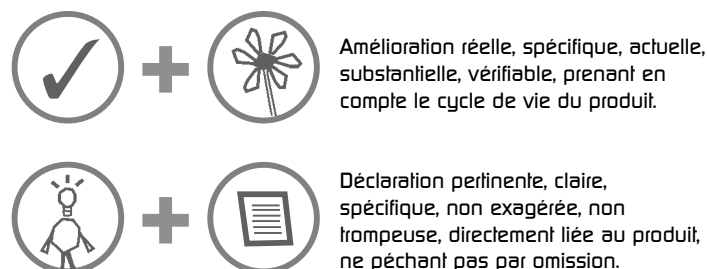 Amélioration réelle, spécifique, actuelle,
substantielle, vérifiable, prenant en
compte le cycle de vie du produit.
Déclaration pertinente, claire,
spécifique, non exagérée, non
trompeuse, directement liée au produit,
ne péchant pas par omission.